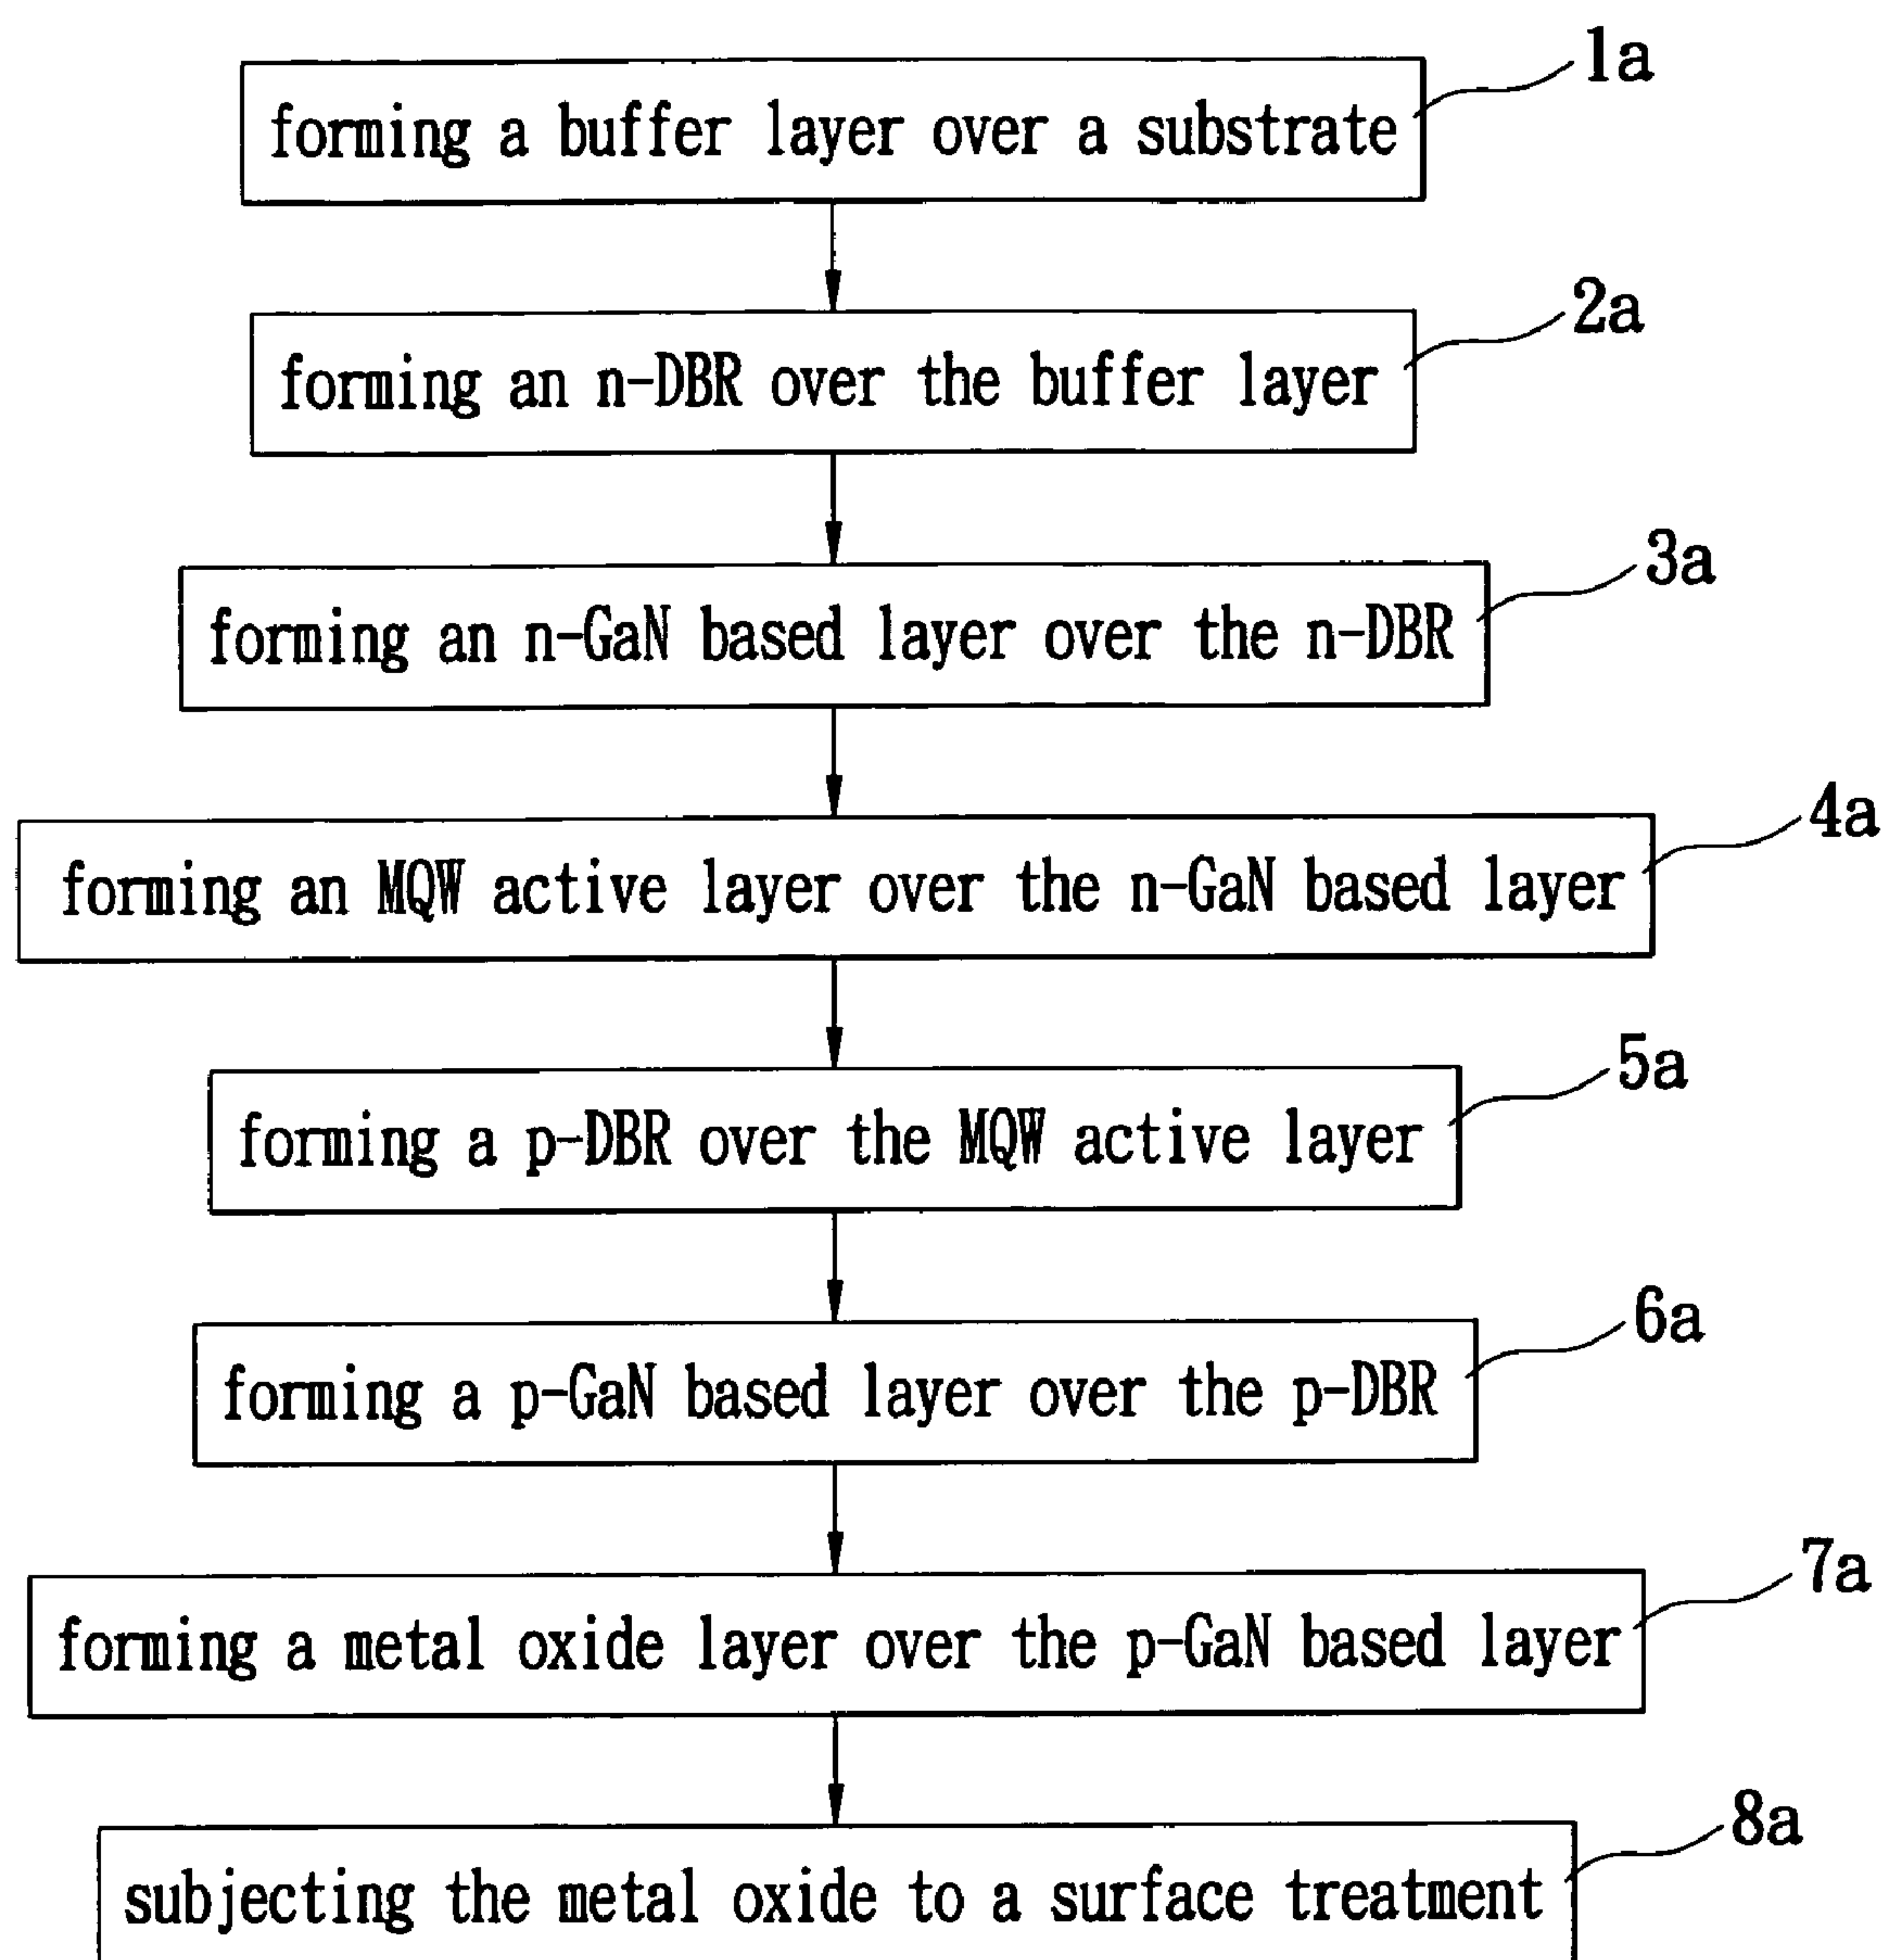 1a
forming a buffer layer over a substrate
2a
forming an n-DBR over the buffer layer
3a
forming an n-GaN based layer over the n-DBR
4a
forming an MQW active layer over the n-GaN based layer
5a
forming a p-DBR over the MQW active layer
6a
forming a p-GaN based layer over the p-DBR
7a
forming a metal oxide layer over the p-GaN based layer
8a
subjecting the metal oxide to a surface treatment